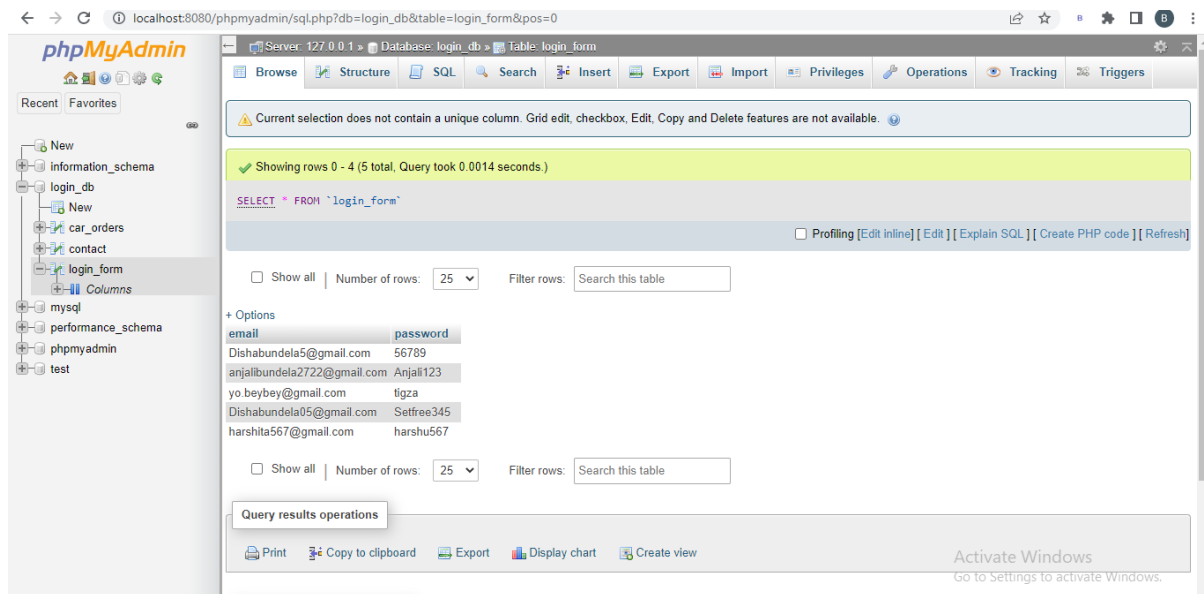 localhost:8080/phpmyadmin/sql.php?db=login_db&table=login_form&pos=0
B
B
phpMyAdmin
Recent Favorites
New
information_schema
login_db
New
car_orders
contact
login_form
Columns
mysql
performance_schema
phpmyadmin
test
Server: 127.0.0.1 » Database: login_db » Table: login_form
Browse Structure SQL Search Insert Export Import Privileges Operations Tracking Triggers
Current selection does not contain a unique column. Grid edit, checkbox, Edit, Copy and Delete features are not available.
Showing rows 0 - 4 (5 total, Query took 0.0014 seconds.)
SELECT * FROM `login_form`
Profiling [Edit inline] [ Edit ] [ Explain SQL ] [ Create PHP code ] [ Refresh]
Show all | Number of rows: 25 Filter rows: Search this table
+ Options
email password
Dishabundela5@gmail.com 56789
anjalibundela2722@gmail.com Anjali123
yo.beybey@gmail.com tigza
Dishabundela05@gmail.com Setfree345
harshita567@gmail.com harshu567
Show all | Number of rows: 25 Filter rows: Search this table
Query results operations
Print Copy to clipboard Export Display chart Create view
Activate Windows
Go to Settings to activate Windows.